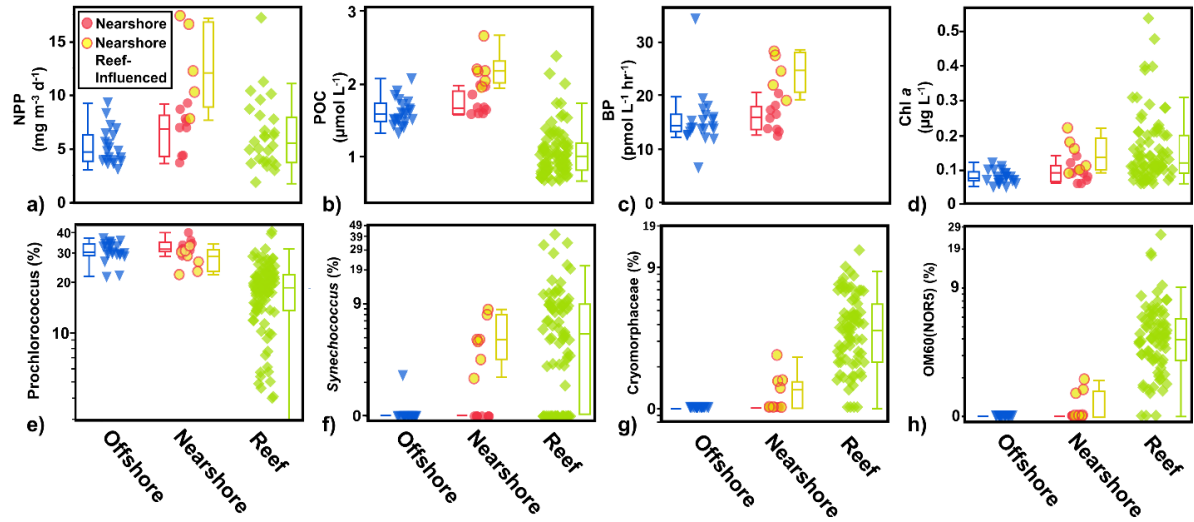 Nearshore
Nearshore
Reef-
Influenced
NPP
(mg m⁻³ d⁻¹)
15
10
5
0
a)
POC
(µmol L⁻¹)
2
1
b)
BP
(pmol L⁻¹ hr⁻¹)
30
20
10
0
c)
Chl a
(µg L⁻¹)
0.5
0.4
0.3
0.2
0.1
0
d)
Prochlorococcus (%)
40
30
20
10
e)
Synechococcus (%)
49
39
29
19
9
0
f)
Cryomorphaceae (%)
19
9
0
g)
OM60(NOR5) (%)
29
19
9
0
h)
Offshore
Nearshore
Reef
Offshore
Nearshore
Reef
Offshore
Nearshore
Reef
Offshore
Nearshore
Reef